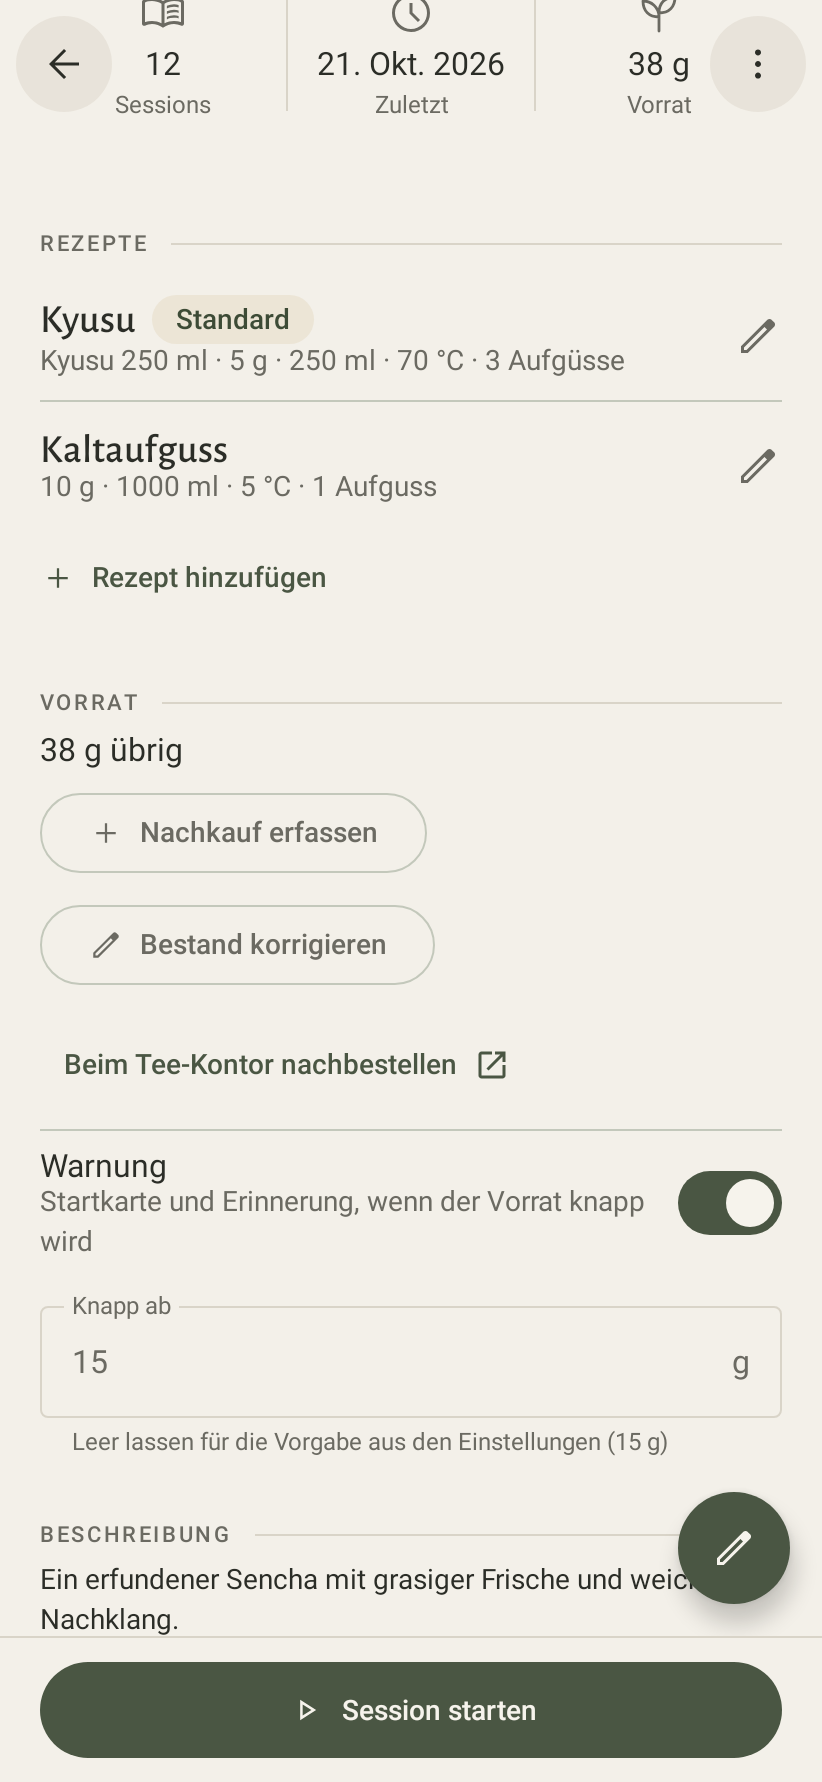 12
Sessions
21. Okt. 2026
Zuletzt
38 g
Vorrat
REZEPTE
Kyusu Standard
Kyusu 250 ml · 5 g · 250 ml · 70 °C · 3 Aufgüsse
Kaltaufguss
10 g · 1000 ml · 5 °C · 1 Aufguss
Rezept hinzufügen
VORRAT
38 g übrig
Nachkauf erfassen
Bestand korrigieren
Beim Tee-Kontor nachbestellen
Warnung
Startkarte und Erinnerung, wenn der Vorrat knapp
wird
Knapp ab
15 g
Leer lassen für die Vorgabe aus den Einstellungen (15 g)
BESCHREIBUNG
Ein erfundener Sencha mit grasiger Frische und
Nachklang.
Session starten